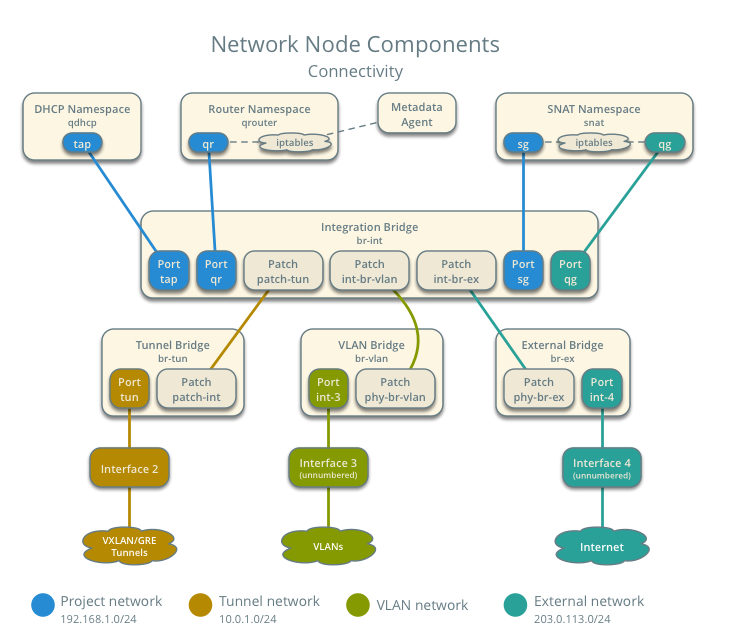 Network Node Components
Connectivity
DHCP Namespace
qdhcp
tap
Router Namespace
qrouter
qr
iptables
Metadata
Agent
SNAT Namespace
snat
sg
iptables
qg
Integration Bridge
br-int
Port
tap
Port
qr
Patch
patch-tun
Patch
int-br-vlan
Patch
int-br-ex
Port
sg
Port
qg
Tunnel Bridge
br-tun
Port
tun
Patch
patch-int
VLAN Bridge
br-vlan
Port
int-3
Patch
phy-br-vlan
External Bridge
br-ex
Patch
phy-br-ex
Port
int-4
Interface 2
Interface 3
(unnumbered)
Interface 4
(unnumbered)
VXLAN/GRE
Tunnels
VLANs
Internet
Project network
192.168.1.0/24
Tunnel network
10.0.1.0/24
VLAN network
External network
203.0.113.0/24